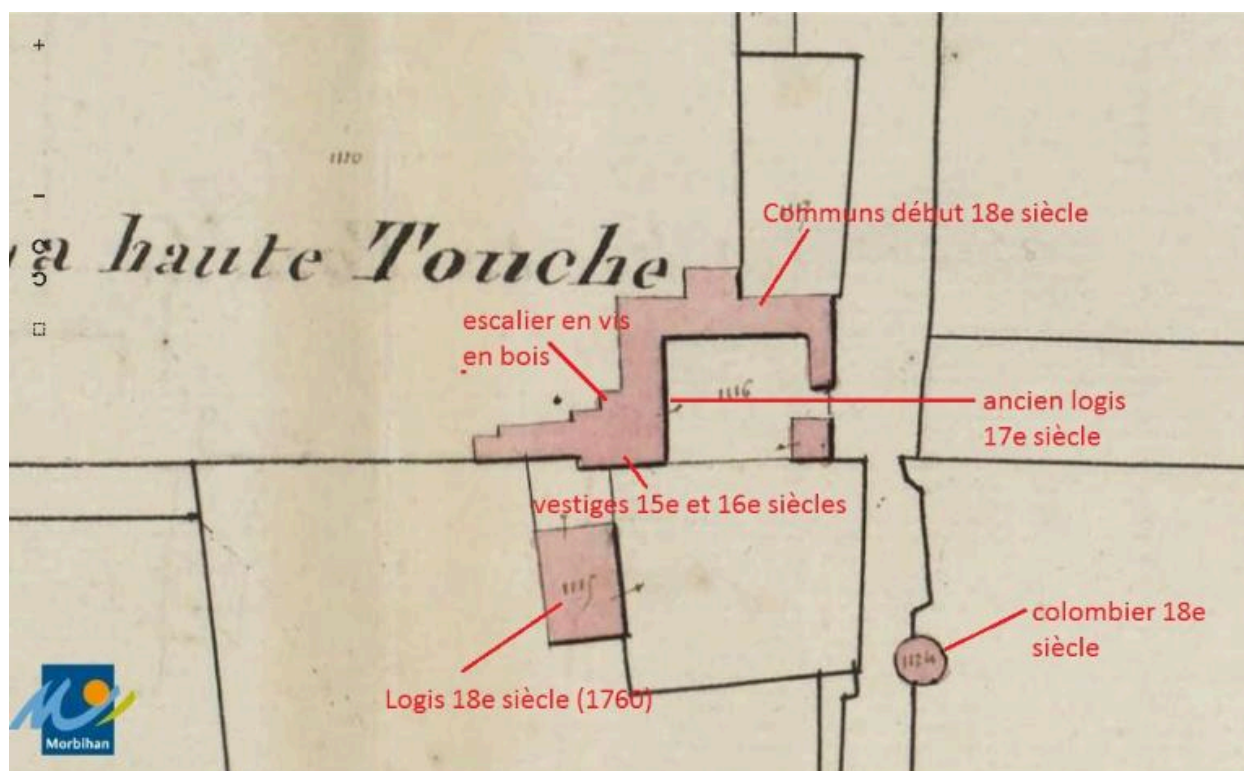 1120
Communs début 18e siècle
a haute Touche
escalier en vis
en bois
1116
ancien logis
17e siècle
vestiges 15e et 16e siècles
1115
colombier 18e
siècle
1124
Logis 18e siècle (1760)
Morbihan